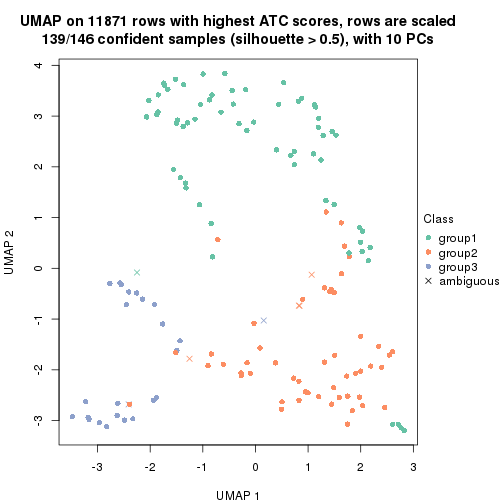 UMAP on 11871 rows with highest ATC scores, rows are scaled
139/146 confident samples (silhouette > 0.5), with 10 PCs
4
3
2
1
0
-1
-2
-3
UMAP 2
-3
-2
-1
0
1
2
3
UMAP 1
Class
group1
group2
group3
ambiguous